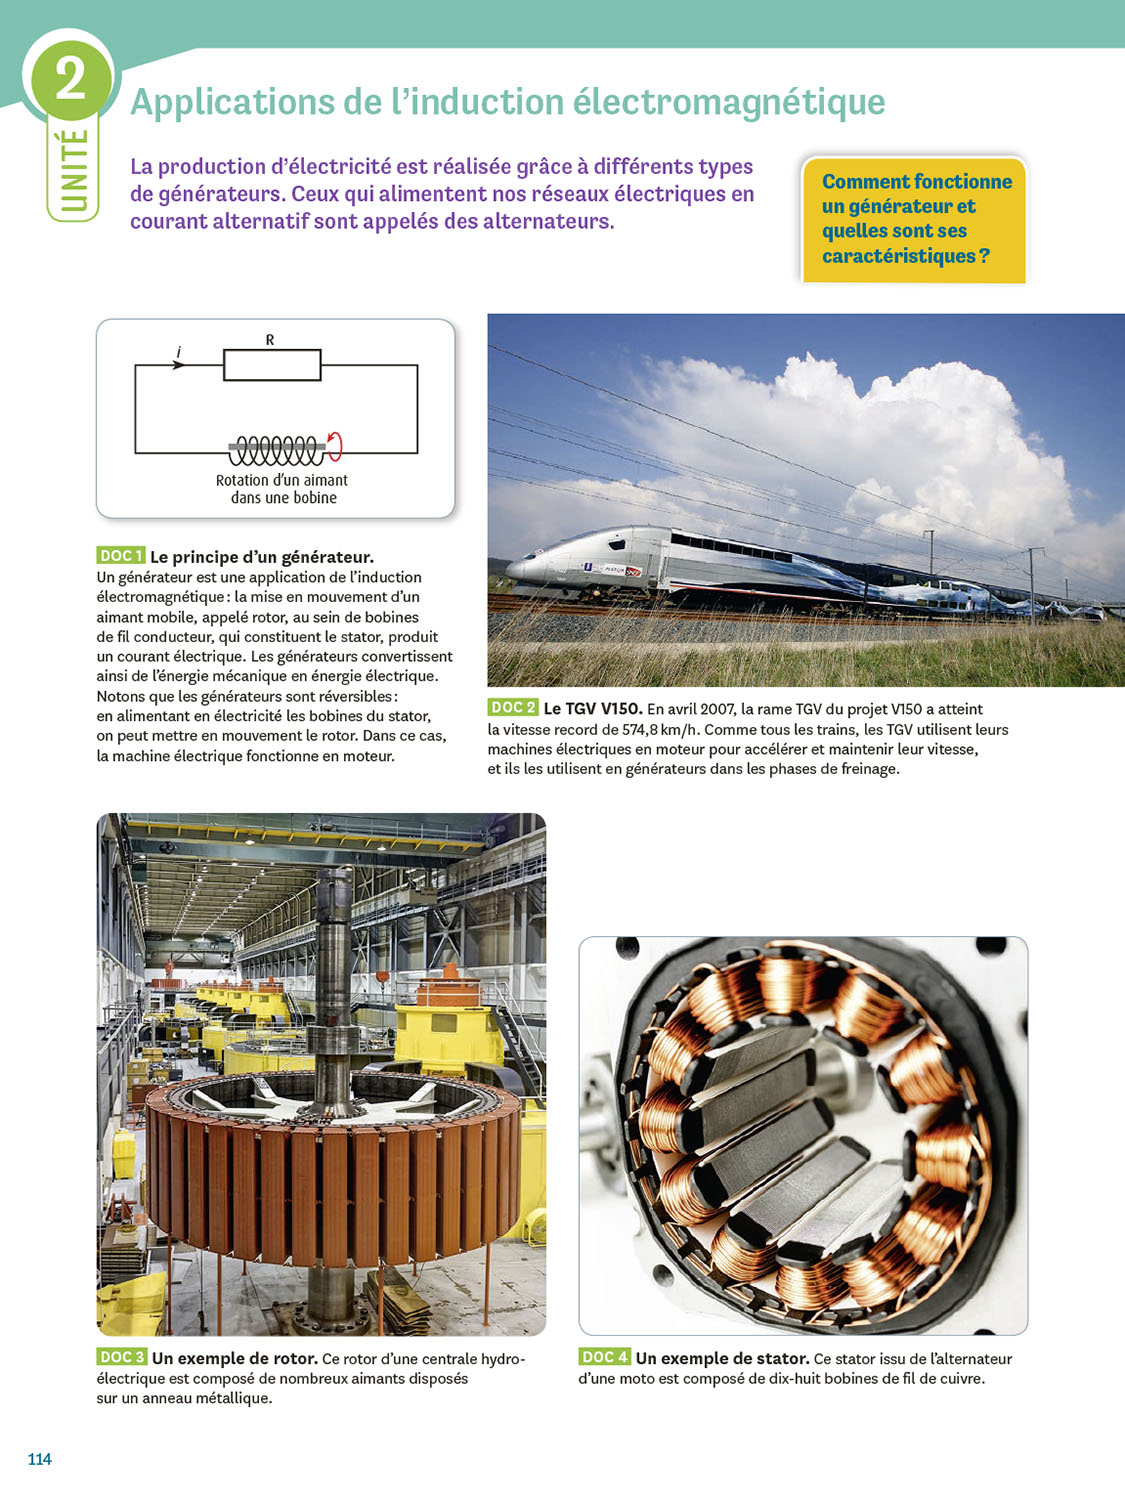 2
UNITÉ
Applications de l’induction électromagnétique
La production d’électricité est réalisée grâce à différents types
de générateurs. Ceux qui alimentent nos réseaux électriques en
courant alternatif sont appelés des alternateurs.
Comment fonctionne
un générateur et
quelles sont ses
caractéristiques ?
R
i
Rotation d’un aimant
dans une bobine
DOC 1 Le principe d’un générateur.
Un générateur est une application de l’induction
électromagnétique : la mise en mouvement d’un
aimant mobile, appelé rotor, au sein de bobines
de fil conducteur, qui constituent le stator, produit
un courant électrique. Les générateurs convertissent
ainsi de l’énergie mécanique en énergie électrique.
Notons que les générateurs sont réversibles :
en alimentant en électricité les bobines du stator,
on peut mettre en mouvement le rotor. Dans ce cas,
la machine électrique fonctionne en moteur.
ALSTOM SNCF
DOC 2 Le TGV V150. En avril 2007, la rame TGV du projet V150 a atteint
la vitesse record de 574,8 km/h. Comme tous les trains, les TGV utilisent leurs
machines électriques en moteur pour accélérer et maintenir leur vitesse,
et ils les utilisent en générateurs dans les phases de freinage.
DOC 3 Un exemple de rotor. Ce rotor d’une centrale hydro-
électrique est composé de nombreux aimants disposés
sur un anneau métallique.
DOC 4 Un exemple de stator. Ce stator issu de l’alternateur
d’une moto est composé de dix-huit bobines de fil de cuivre.
114